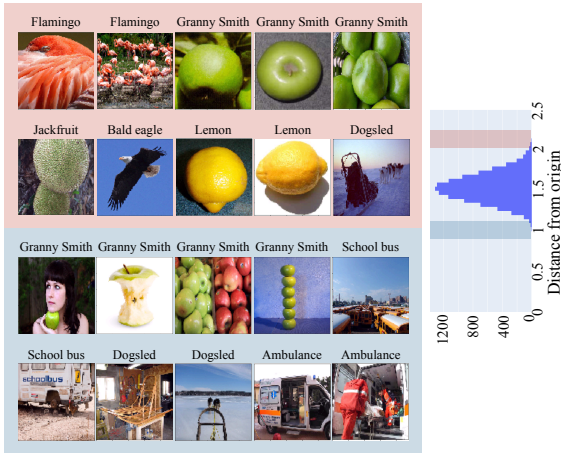 Flamingo Flamingo Granny Smith Granny Smith Granny Smith
Jackfruit Bald eagle Lemon Lemon Dogsled
Granny Smith Granny Smith Granny Smith Granny Smith School bus
schoolbus
School bus Dogsled Dogsled Ambulance Ambulance
2.5
2
1.5
1
0.5
0
Distance from origin
1200
800
400
0